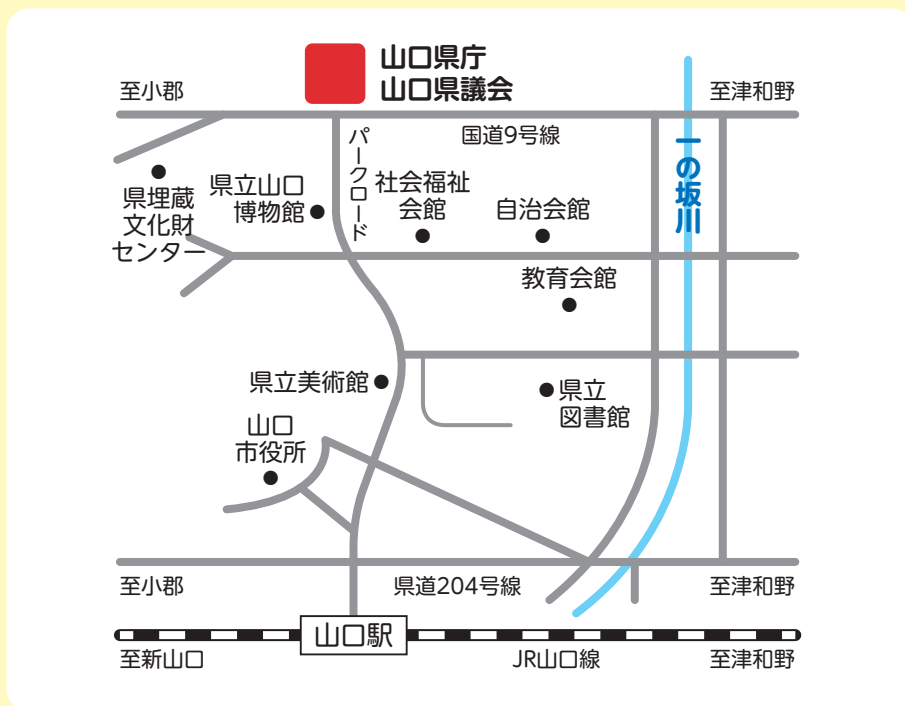 山口県庁
山口県議会
至小郡
至津和野
国道9号線
パークロード
一の坂川
県埋蔵
文化財
センター
県立山口
博物館
社会福祉
会館
自治会館
教育会館
県立美術館
県立
図書館
山口
市役所
至小郡
県道204号線
至津和野
山口駅
至新山口
JR山口線
至津和野